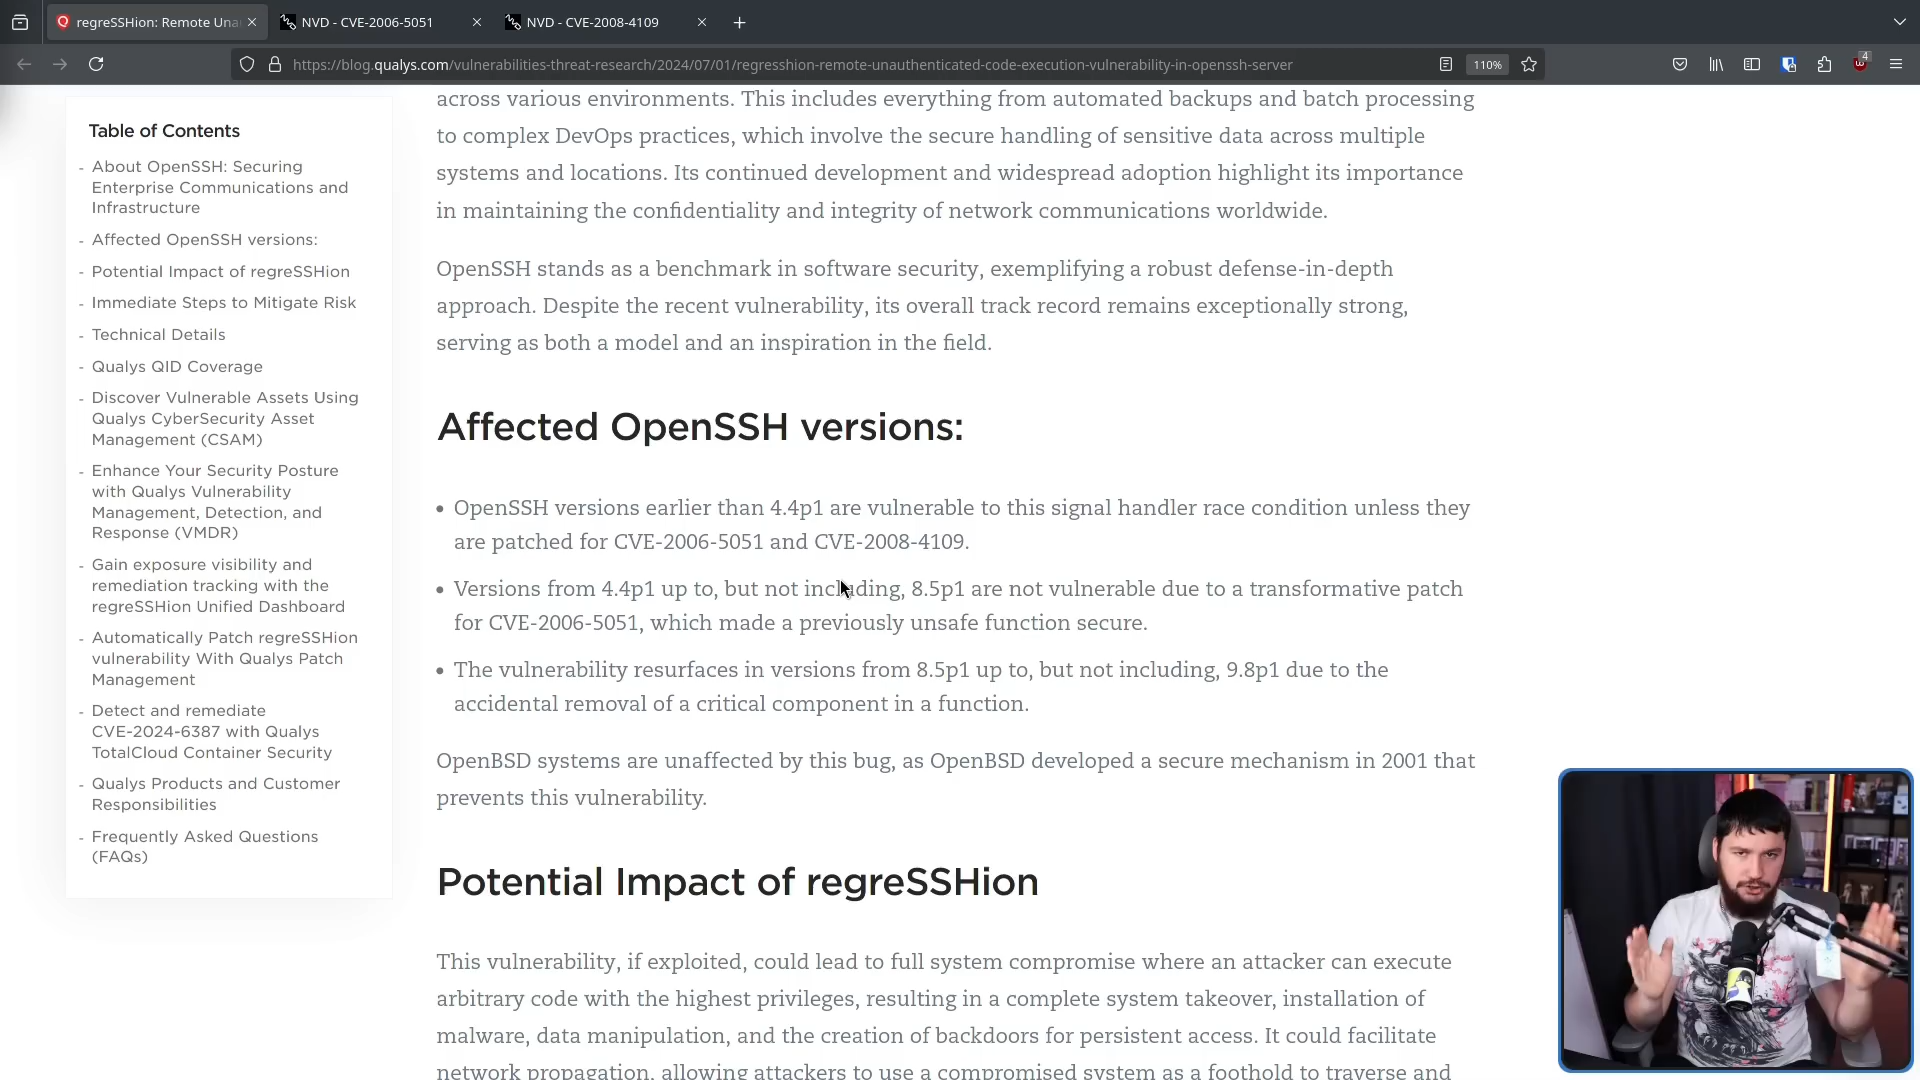 regreSSHion: Remote Una
NVD - CVE-2006-5051
NVD - CVE-2008-4109
https://blog.qualys.com/vulnerabilities-threat-research/2024/07/01/regresshion-remote-unauthenticated-code-execution-vulnerability-in-openssh-server
110%
4
Table of Contents
- About OpenSSH: Securing
Enterprise Communications and
Infrastructure
- Affected OpenSSH versions:
- Potential Impact of regreSSHion
- Immediate Steps to Mitigate Risk
- Technical Details
- Qualys QID Coverage
- Discover Vulnerable Assets Using
Qualys CyberSecurity Asset
Management (CSAM)
- Enhance Your Security Posture
with Qualys Vulnerability
Management, Detection, and
Response (VMDR)
- Gain exposure visibility and
remediation tracking with the
regreSSHion Unified Dashboard
- Automatically Patch regreSSHion
vulnerability With Qualys Patch
Management
- Detect and remediate
CVE-2024-6387 with Qualys
TotalCloud Container Security
- Qualys Products and Customer
Responsibilities
- Frequently Asked Questions
(FAQs)
across various environments. This includes everything from automated backups and batch processing
to complex DevOps practices, which involve the secure handling of sensitive data across multiple
systems and locations. Its continued development and widespread adoption highlight its importance
in maintaining the confidentiality and integrity of network communications worldwide.
OpenSSH stands as a benchmark in software security, exemplifying a robust defense-in-depth
approach. Despite the recent vulnerability, its overall track record remains exceptionally strong,
serving as both a model and an inspiration in the field.
Affected OpenSSH versions:
• OpenSSH versions earlier than 4.4p1 are vulnerable to this signal handler race condition unless they
are patched for CVE-2006-5051 and CVE-2008-4109.
• Versions from 4.4p1 up to, but not including, 8.5p1 are not vulnerable due to a transformative patch
for CVE-2006-5051, which made a previously unsafe function secure.
• The vulnerability resurfaces in versions from 8.5p1 up to, but not including, 9.8p1 due to the
accidental removal of a critical component in a function.
OpenBSD systems are unaffected by this bug, as OpenBSD developed a secure mechanism in 2001 that
prevents this vulnerability.
Potential Impact of regreSSHion
This vulnerability, if exploited, could lead to full system compromise where an attacker can execute
arbitrary code with the highest privileges, resulting in a complete system takeover, installation of
malware, data manipulation, and the creation of backdoors for persistent access. It could facilitate
network propagation, allowing attackers to use a compromised system as a foothold to traverse and